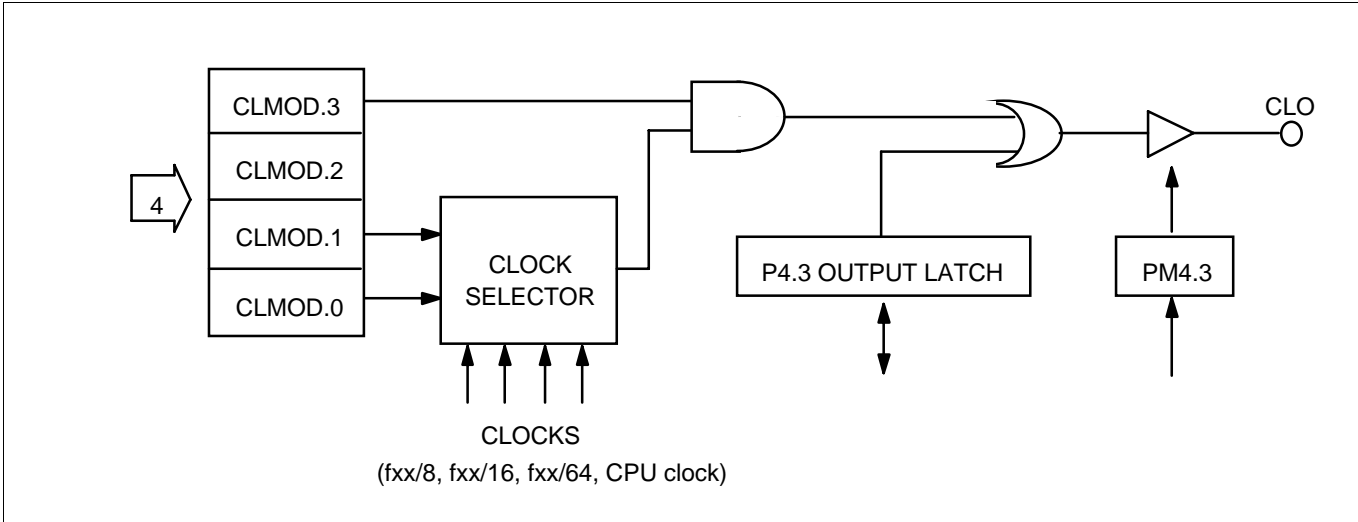 CLMOD.3
CLMOD.2
CLMOD.1
CLMOD.0
4
CLOCK
SELECTOR
CLOCKS
(fxx/8, fxx/16, fxx/64, CPU clock)
P4.3 OUTPUT LATCH
PM4.3
CLO